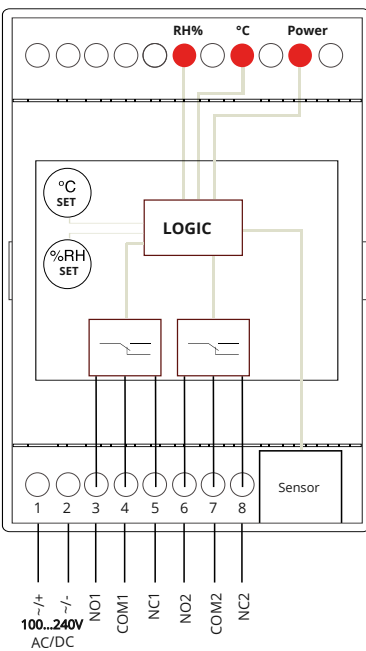 RH% °C Power
°C
SET
LOGIC
%RH
SET
Sensor
1 2 3 4 5 6 7 8
~/+ ~/- NO1 COM1 NC1 NO2 COM2 NC2
100...240V
AC/DC